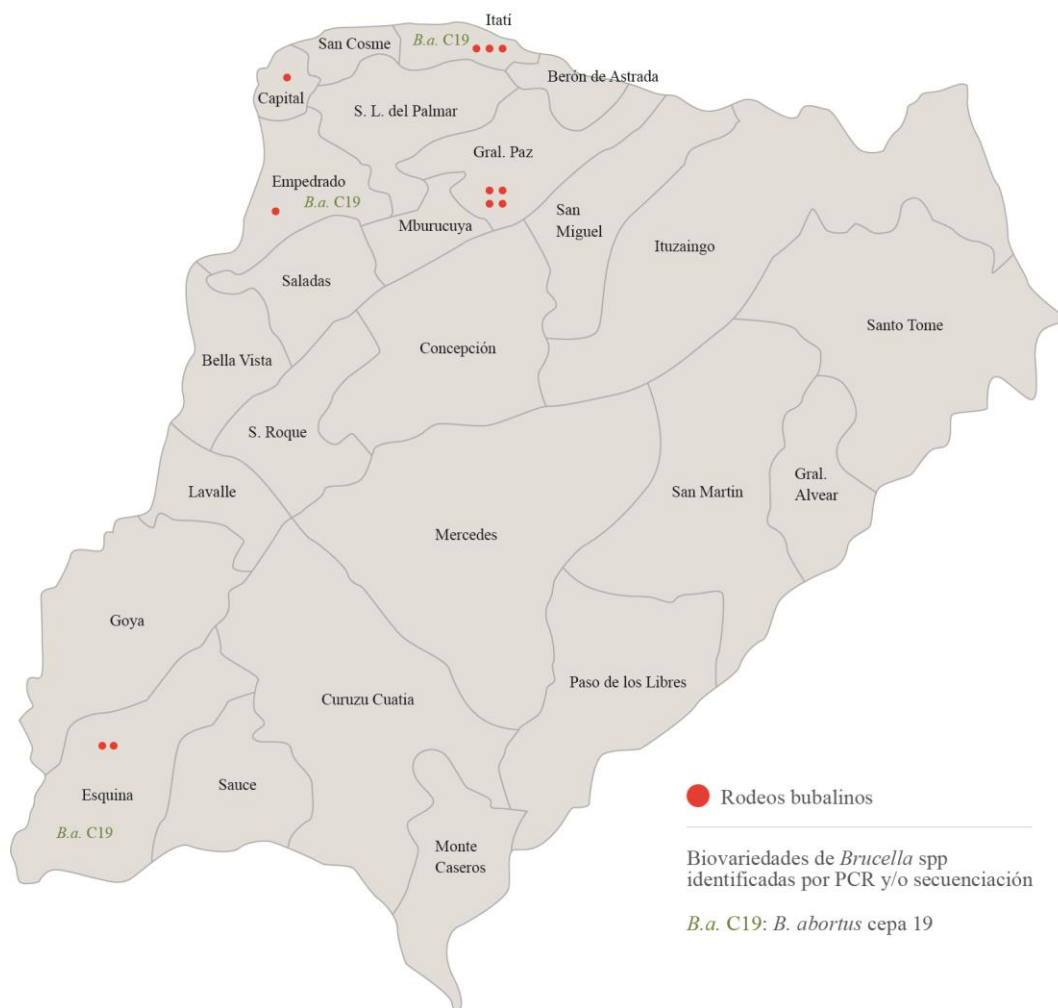 Itatí
San Cosme
B.a. C19
Berón de Astrada
Capital
S. L. del Palmar
Gral. Paz
Empedrado
B.a. C19
Mburucuya
San
Miguel
Ituzaingo
Saladas
Santo Tome
Concepción
Bella Vista
S. Roque
Lavalle
San Martin
Gral.
Alvear
Mercedes
Goya
Paso de los Libres
Curuzu Cuatia
Esquina
Sauce
B.a. C19
Monte
Caseros
Rodeos bubalinos
Biovariedades de Brucella spp
identificadas por PCR y/o secuenciación
B.a. C19: B. abortus cepa 19